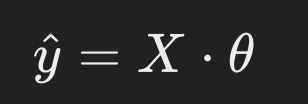 ŷ = X · θ